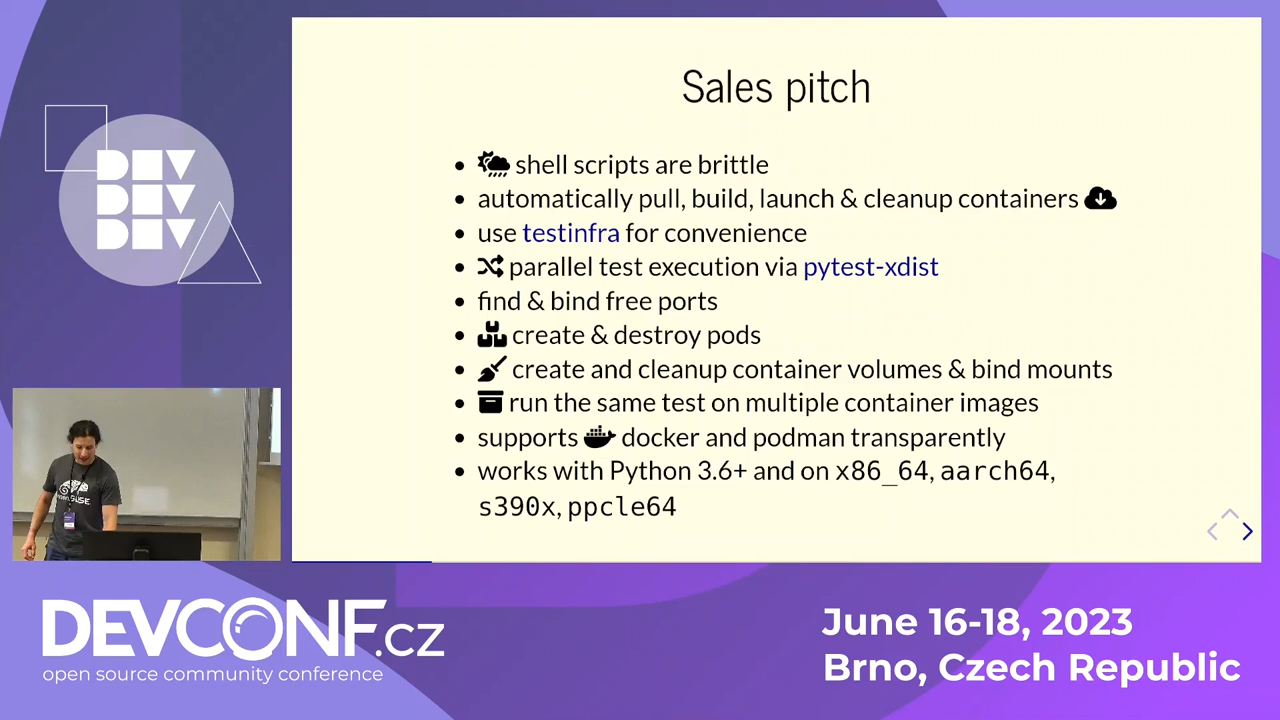 Sales pitch
shell scripts are brittle
automatically pull, build, launch & cleanup containers
use testinfra for convenience
parallel test execution via pytest-xdist
find & bind free ports
create & destroy pods
create and cleanup container volumes & bind mounts
run the same test on multiple container images
supports docker and podman transparently
works with Python 3.6+ and on x86_64, aarch64,
s390x, ppcle64
DEV
DEV
DEV
DEVCONF.cz
open source community conference
June 16-18, 2023
Brno, Czech Republic